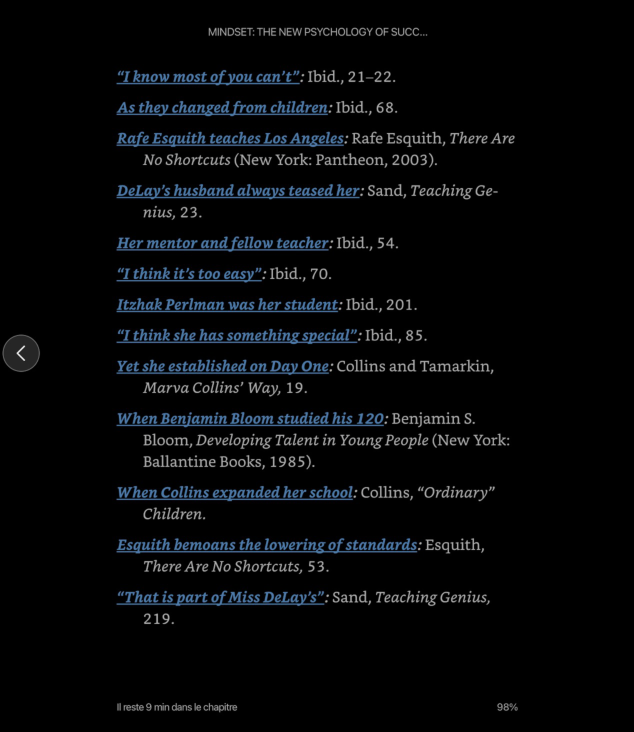 MINDSET: THE NEW PSYCHOLOGY OF SUCC...
“I know most of you can’t”: Ibid., 21–22.
As they changed from children: Ibid., 68.
Rafe Esquith teaches Los Angeles: Rafe Esquith, There Are
No Shortcuts (New York: Pantheon, 2003).
DeLay’s husband always teased her: Sand, Teaching Ge-
nius, 23.
Her mentor and fellow teacher: Ibid., 54.
“I think it’s too easy”: Ibid., 70.
Itzhak Perlman was her student: Ibid., 201.
“I think she has something special”: Ibid., 85.
Yet she established on Day One: Collins and Tamarkin,
Marva Collins’ Way, 19.
When Benjamin Bloom studied his 120: Benjamin S.
Bloom, Developing Talent in Young People (New York:
Ballantine Books, 1985).
When Collins expanded her school: Collins, “Ordinary”
Children.
Esquith bemoans the lowering of standards: Esquith,
There Are No Shortcuts, 53.
“That is part of Miss DeLay’s”: Sand, Teaching Genius,
219.
Il reste 9 min dans le chapitre
98%